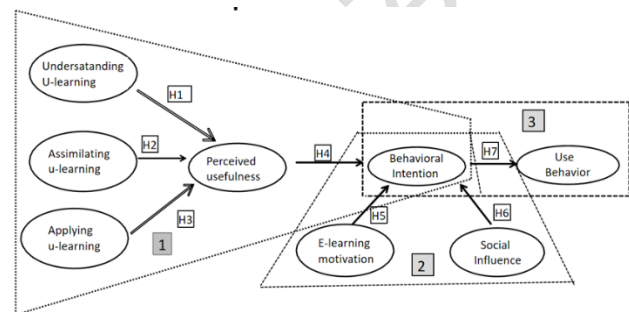 Undersatanding
U-learning
H1
Assimilating
u-learning
H2
Perceived
usefulness
Applying
u-learning
H3
1
H4
Behavioral
Intention
H7
3
Use
Behavior
H5
H6
E-learning
motivation
2
Social
Influence